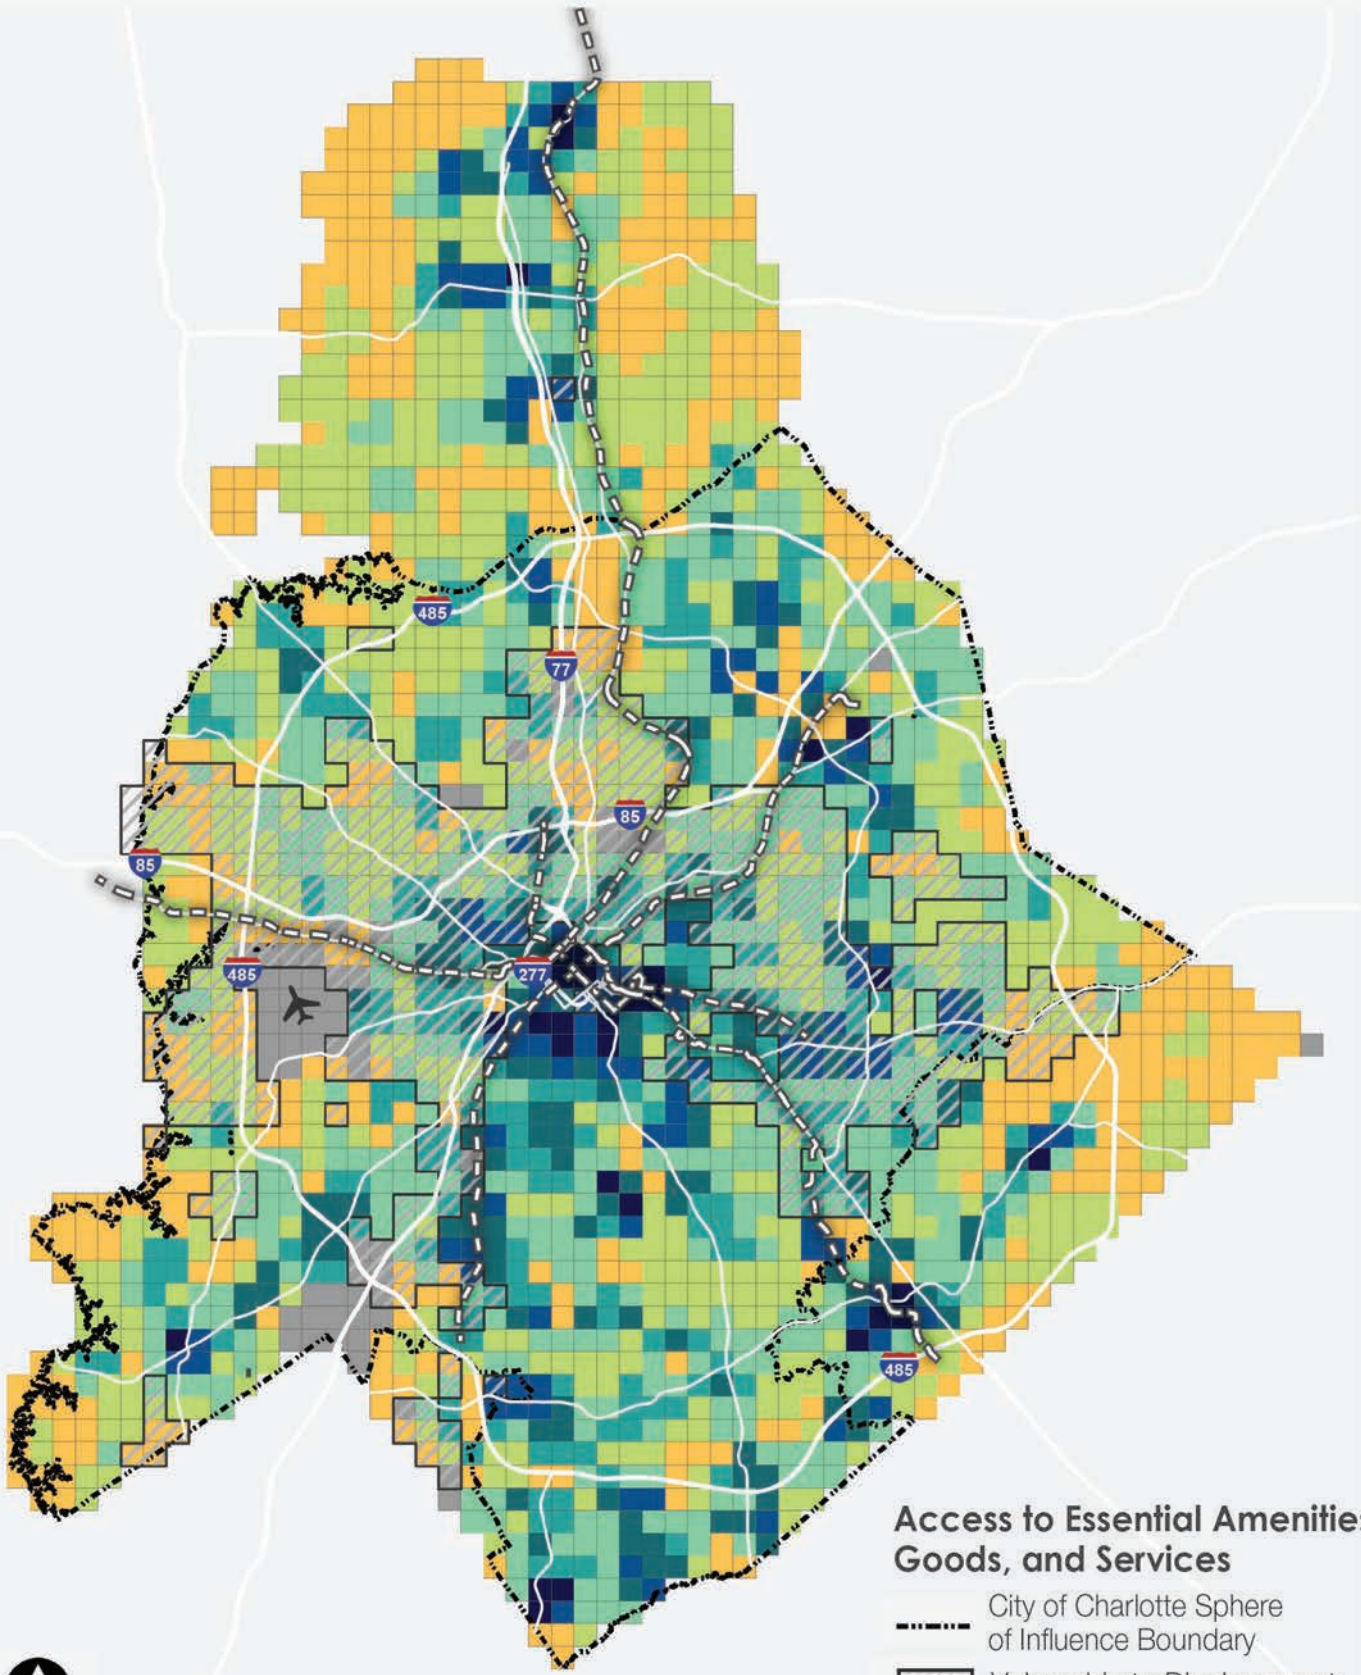 485
77
85
85
485
277
485
Access to Essential Amenities
Goods, and Services
City of Charlotte Sphere
of Influence Boundary